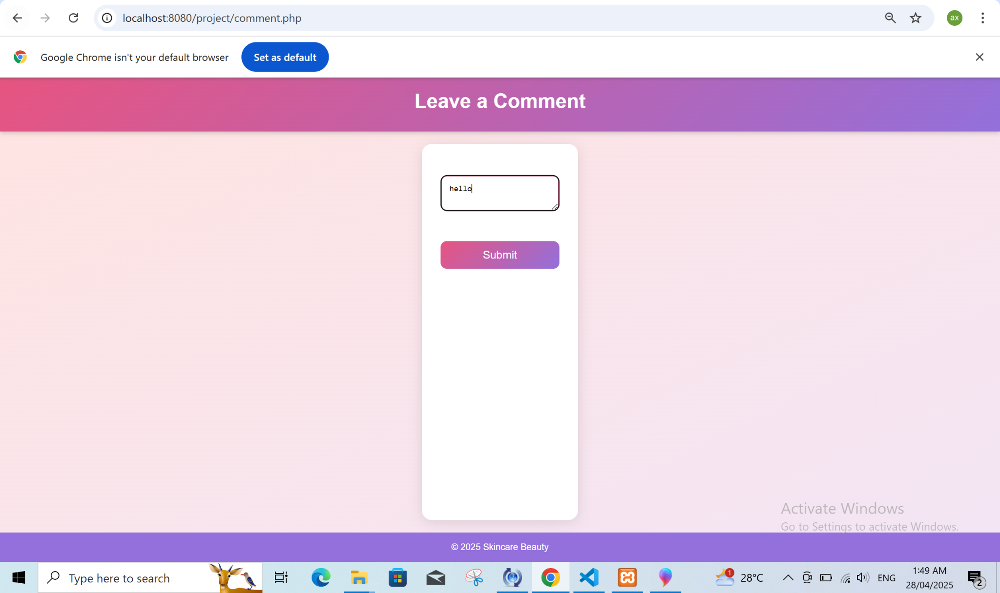 localhost:8080/project/comment.php
ax
Google Chrome isn't your default browser
Set as default
Leave a Comment
hello
Submit
Activate Windows
Go to Settings to activate Windows.
© 2025 Skincare Beauty
Type here to search
1
28°C
ENG
1:49 AM
28/04/2025
2